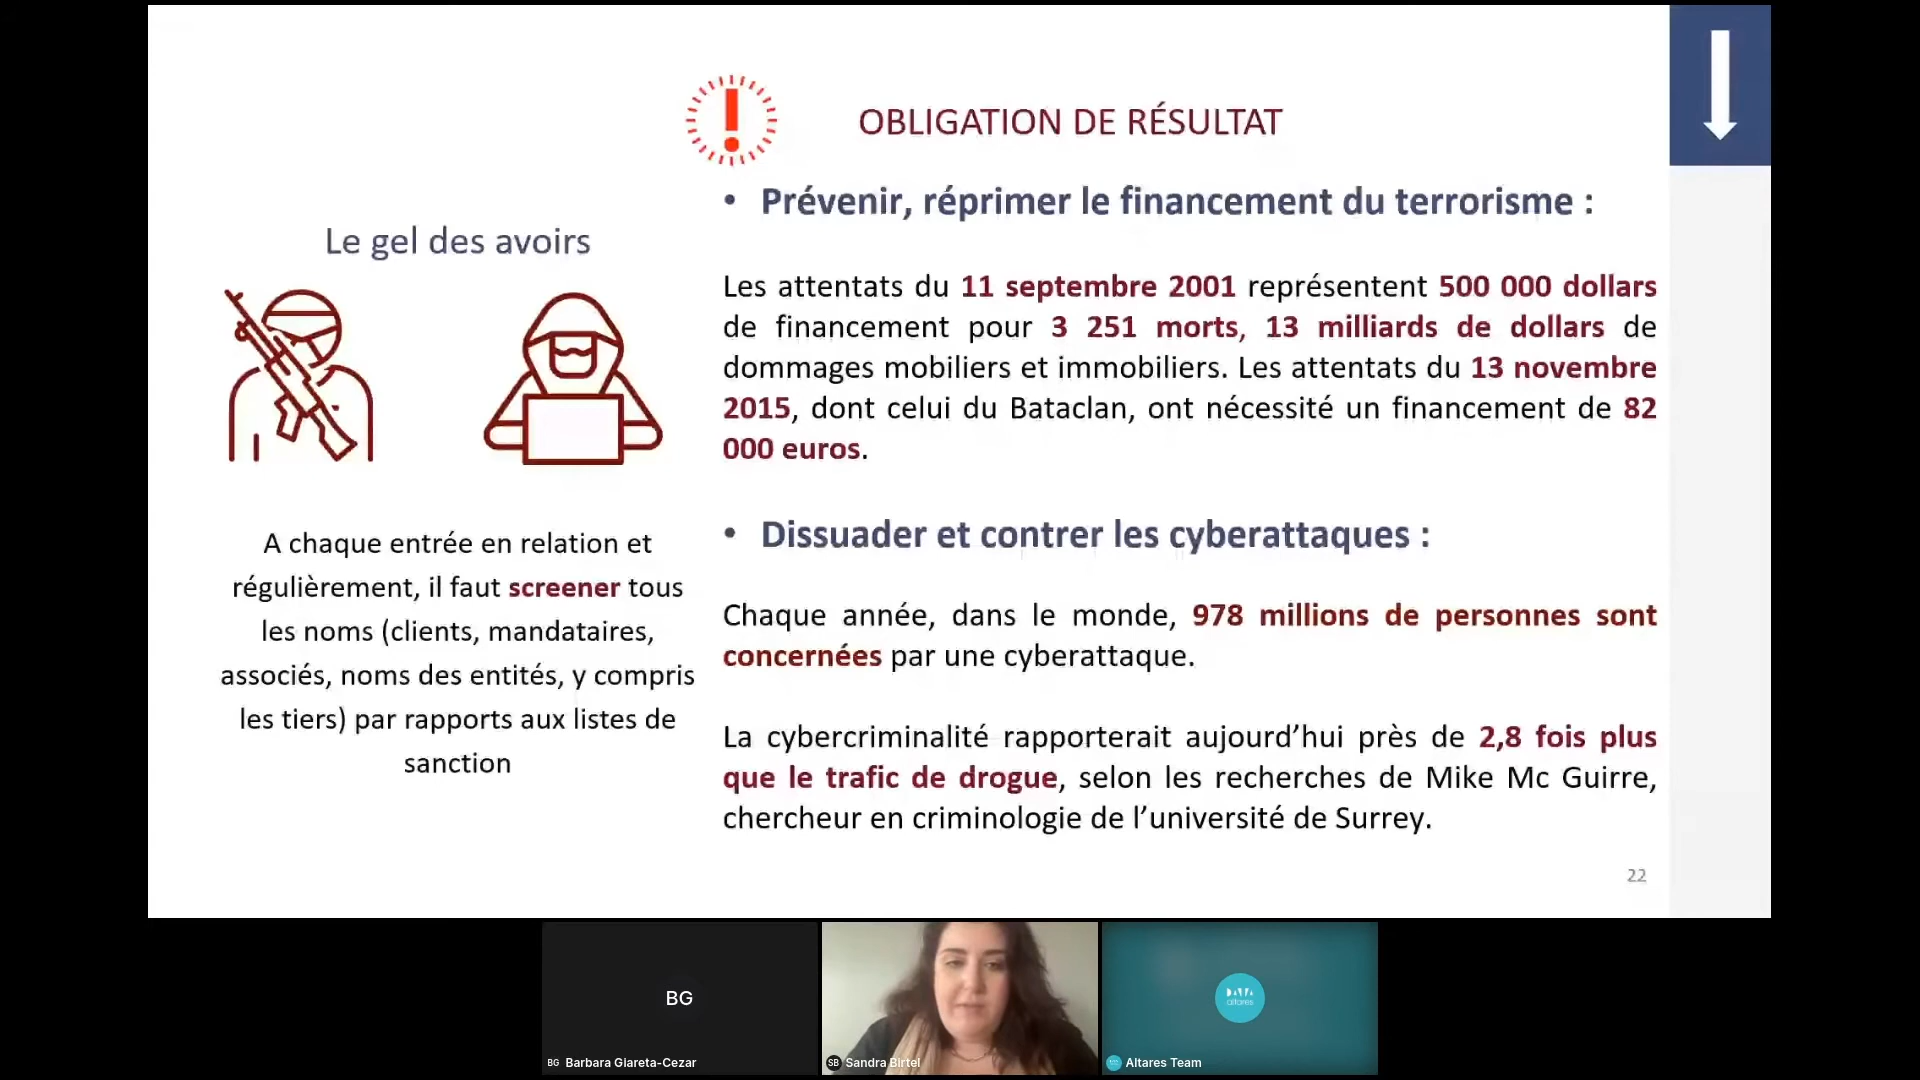 OBLIGATION DE RÉSULTAT
• Prévenir, réprimer le financement du terrorisme :
Le gel des avoirs
Les attentats du 11 septembre 2001 représentent 500 000 dollars
de financement pour 3 251 morts, 13 milliards de dollars de
dommages mobiliers et immobiliers. Les attentats du 13 novembre
2015, dont celui du Bataclan, ont nécessité un financement de 82
000 euros.
A chaque entrée en relation et
régulièrement, il faut screener tous
les noms (clients, mandataires,
associés, noms des entités, y compris
les tiers) par rapports aux listes de
sanction
• Dissuader et contrer les cyberattaques :
Chaque année, dans le monde, 978 millions de personnes sont
concernées par une cyberattaque.
La cybercriminalité rapporterait aujourd’hui près de 2,8 fois plus
que le trafic de drogue, selon les recherches de Mike Mc Guirre,
chercheur en criminologie de l’université de Surrey.
22
BG
BG Barbara Giareta-Cezar
SB Sandra Birtel
altares
Altares Team